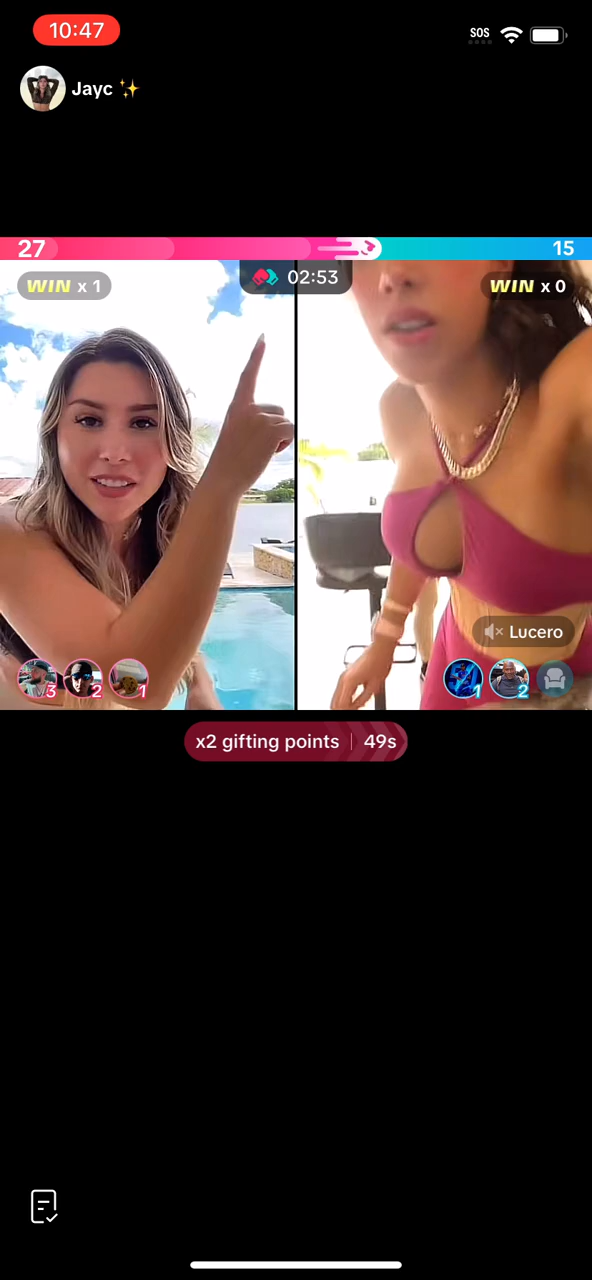 10:47
SOS
Jayc ✨
27
15
WIN x 1
02:53
WIN x 0
Lucero
3
2
1
1
2
x2 gifting points | 49s